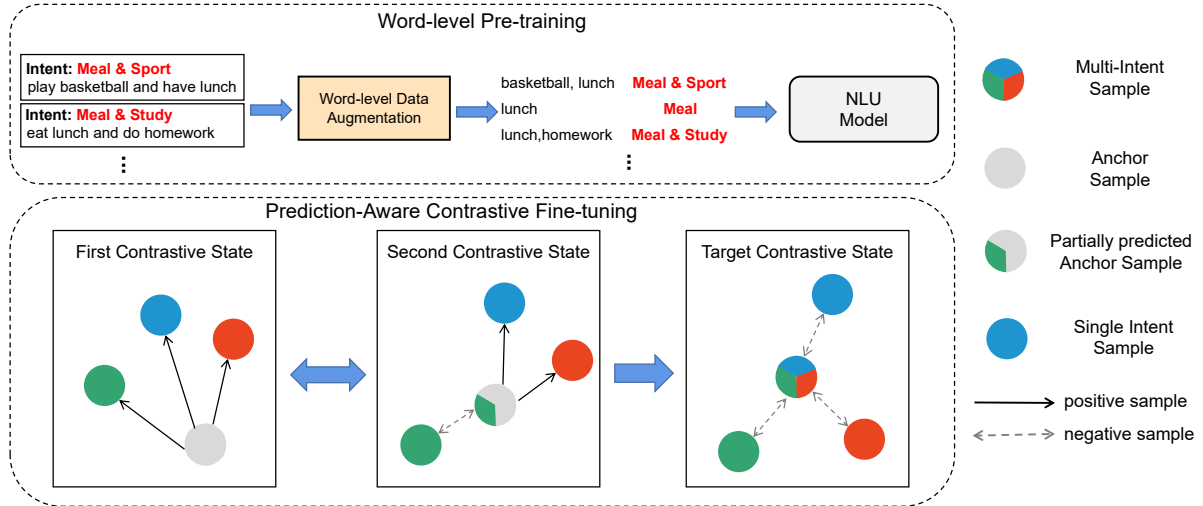 Word-level Pre-training
Intent: Meal & Sport
play basketball and have lunch
Intent: Meal & Study
eat lunch and do homework
Word-level Data
Augmentation
basketball, lunch Meal & Sport
lunch Meal
lunch,homework Meal & Study
NLU
Model
Prediction-Aware Contrastive Fine-tuning
First Contrastive State
Second Contrastive State
Target Contrastive State
Multi-Intent
Sample
Anchor
Sample
Partially predicted
Anchor Sample
Single Intent
Sample
positive sample
negative sample